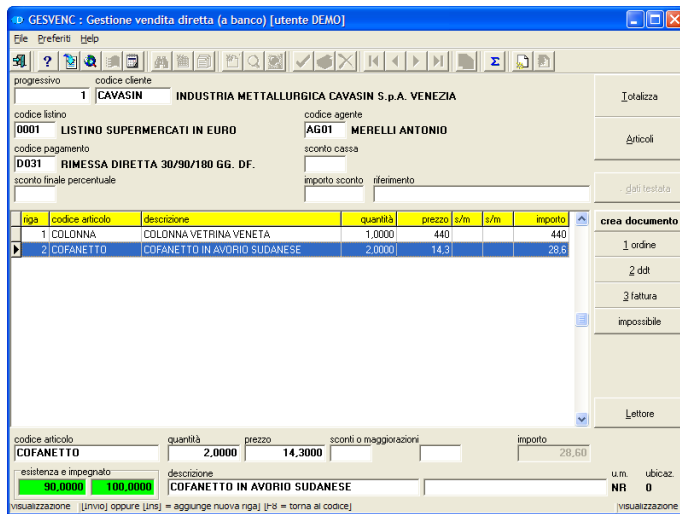 GESVENC : Gestione vendita diretta (a banco) [utente DEMO]
File Preferiti Help
progressivo codice cliente
1 CAVASIN INDUSTRIA METTALLURGICA CAVASIN S.p.A. VENEZIA
Totalizza
codice listino codice agente
0001 LISTINO SUPERMERCATI IN EURO AG01 MERELLI ANTONIO
Articoli
codice pagamento sconto cassa
D031 RIMESSA DIRETTA 30/90/180 GG. DF.
sconto finale percentuale importo sconto riferimento
dati testata
riga codice articolo descrizione quantità prezzo s/m s/m importo
crea documento
1 COLONNA COLONNA VETRINA VENETA 1,0000 440 440
2 COFANETTO COFANETTO IN AVORIO SUDANESE 2,0000 14,3 28,6
1 ordine
2 ddt
3 fattura
impossibile
Lettore
codice articolo quantità prezzo sconti o maggiorazioni importo
COFANETTO 2,0000 14,3000 28,60
esistenza e impegnato descrizione u.m. ubicaz.
90,0000 100,0000 COFANETTO IN AVORIO SUDANESE NR 0
visualizzazione [Invio] oppure [Ins] = aggiunge nuova riga] [F8 = torna al codice] visualizzazione